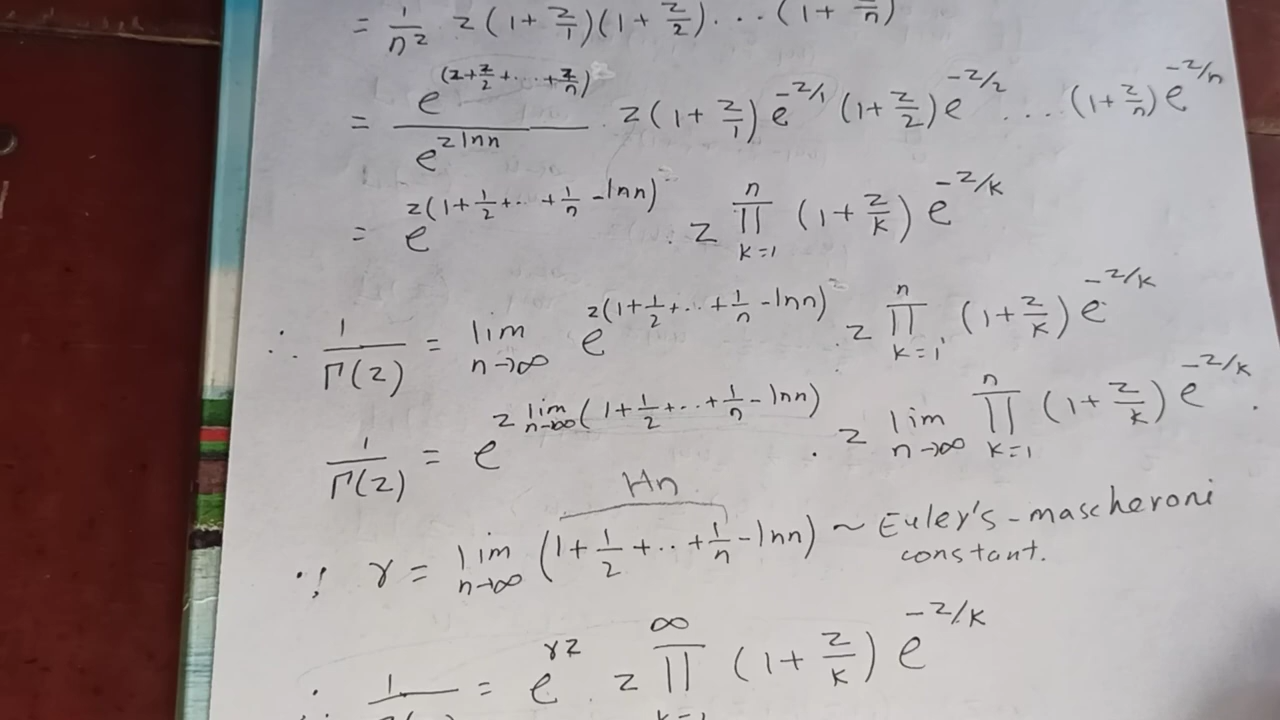 = 1/n^z z(1+z/1)(1+z/2)...(1+z/n)
= e^(z+z/2+...+z/n) / e^(z ln n) . z(1+z/1)e^(-z/1) (1+z/2)e^(-z/2) ... (1+z/n)e^(-z/n)
= e^(z(1+1/2+...+1/n -ln n)) . z ∏_(k=1)^n (1+z/k) e^(-z/k)
∴ 1/Γ(z) = lim_(n→∞) e^(z(1+1/2+...+1/n -ln n)) . z ∏_(k=1)^n (1+z/k) e^(-z/k)
1/Γ(z) = e^(z lim_(n→∞) (1+1/2+...+1/n -ln n)) . z lim_(n→∞) ∏_(k=1)^n (1+z/k) e^(-z/k) .
Hn
∵ γ = lim_(n→∞) (1+1/2+...+1/n -ln n) ~ Euler's-mascheroni
constant.
∴ 1/Γ(z) = e^(γz) . z ∏_(k=1)^∞ (1+z/k) e^(-z/k)